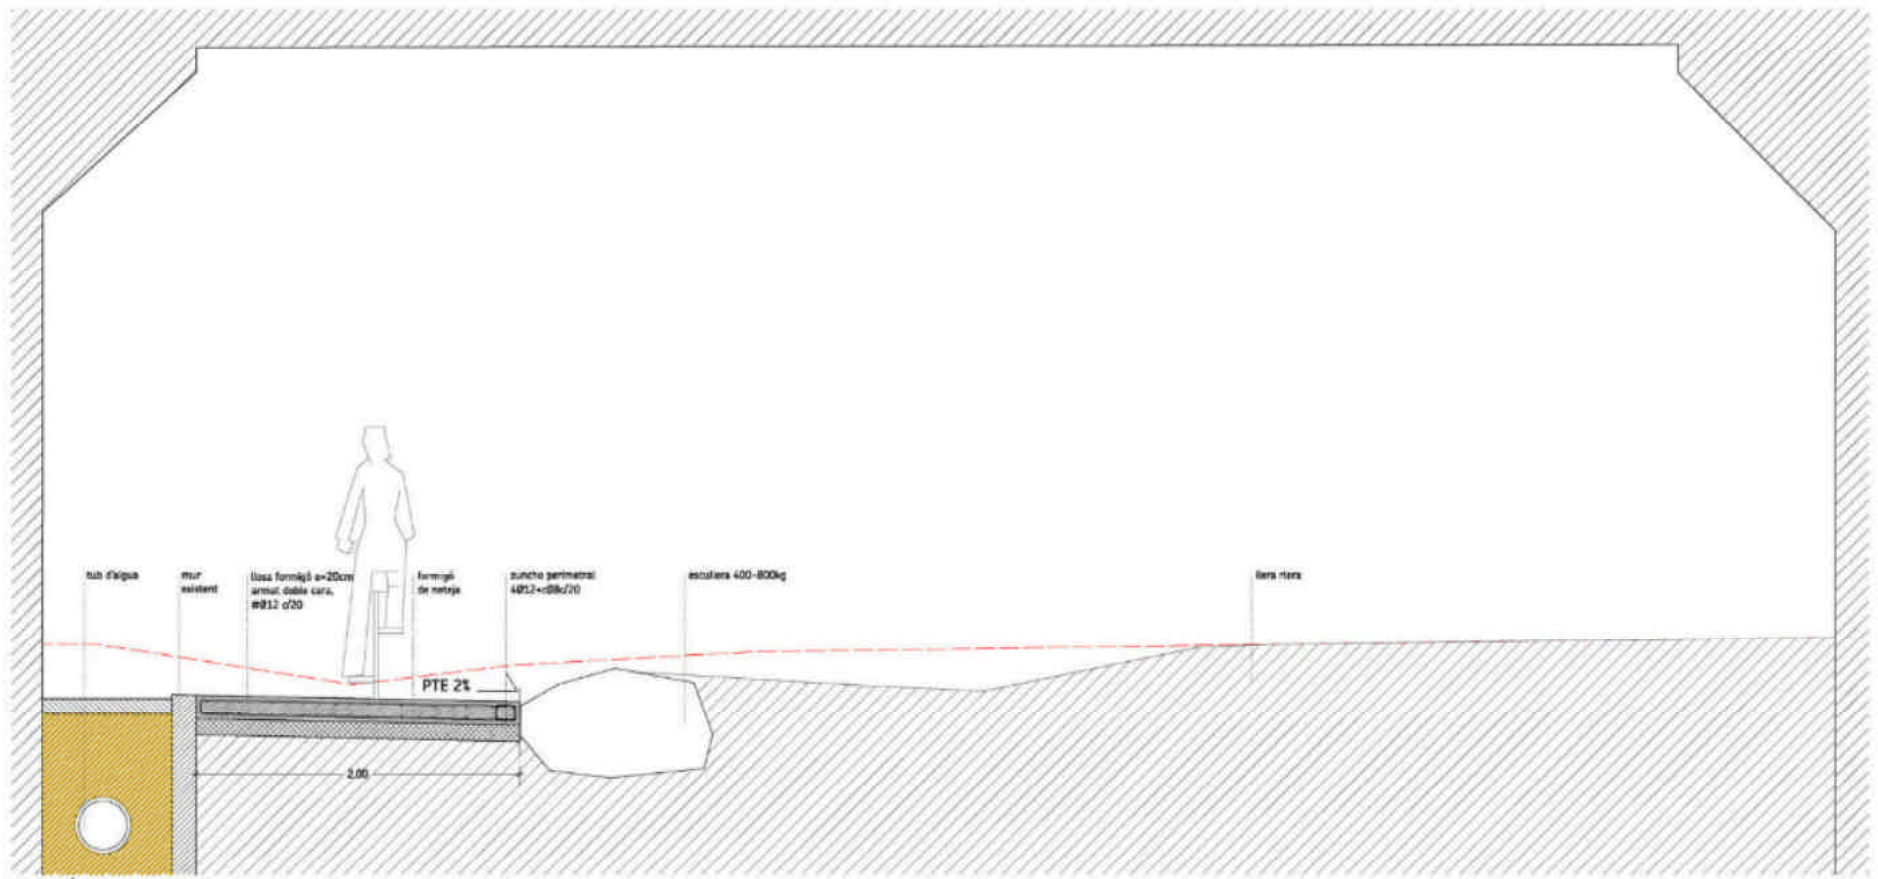 tub d'aigua
mur
existent
llosa formigó e=20cm
armat doble cara,
#Ø12 c/20
formigó
de neteja
zuncho perimetral
4Ø12+cØ8c/20
escullera 400-800kg
llera riera
PTE 2%
2.00